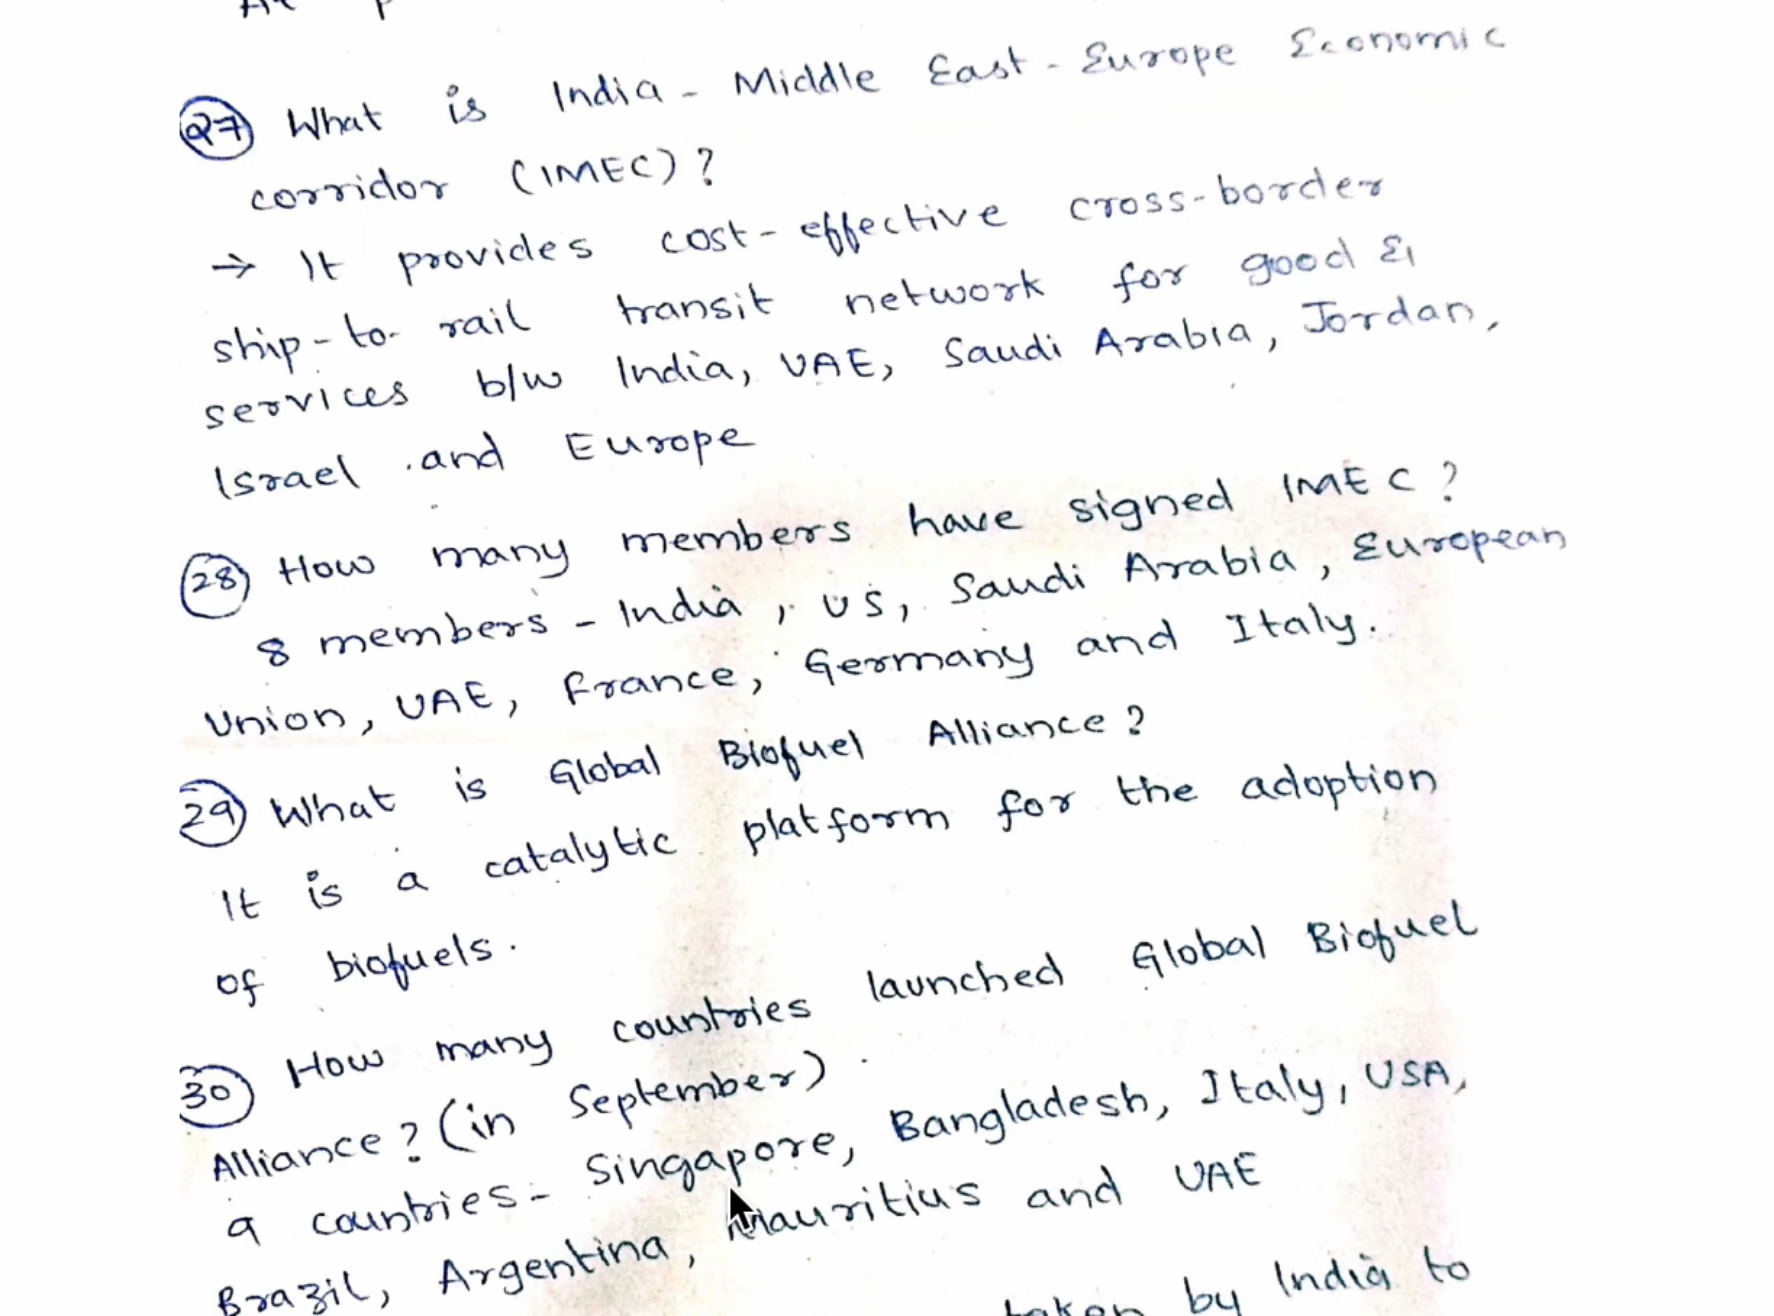 27 What is India - Middle East - Europe Economic
corridor (IMEC)?
→ It provides cost-effective cross-border
ship-to-rail transit network for good &
services b/w India, UAE, Saudi Arabia, Jordan,
Israel and Europe
28 How many members have signed IMEC?
8 members - India, US, Saudi Arabia, European
Union, UAE, France, Germany and Italy.
29 What is Global Biofuel Alliance?
It is a catalytic platform for the adoption
of biofuels.
30 How many countries launched Global Biofuel
Alliance? (in September)
9 countries - Singapore, Bangladesh, Italy, USA,
Brazil, Argentina, Mauritius and UAE
taken by India to